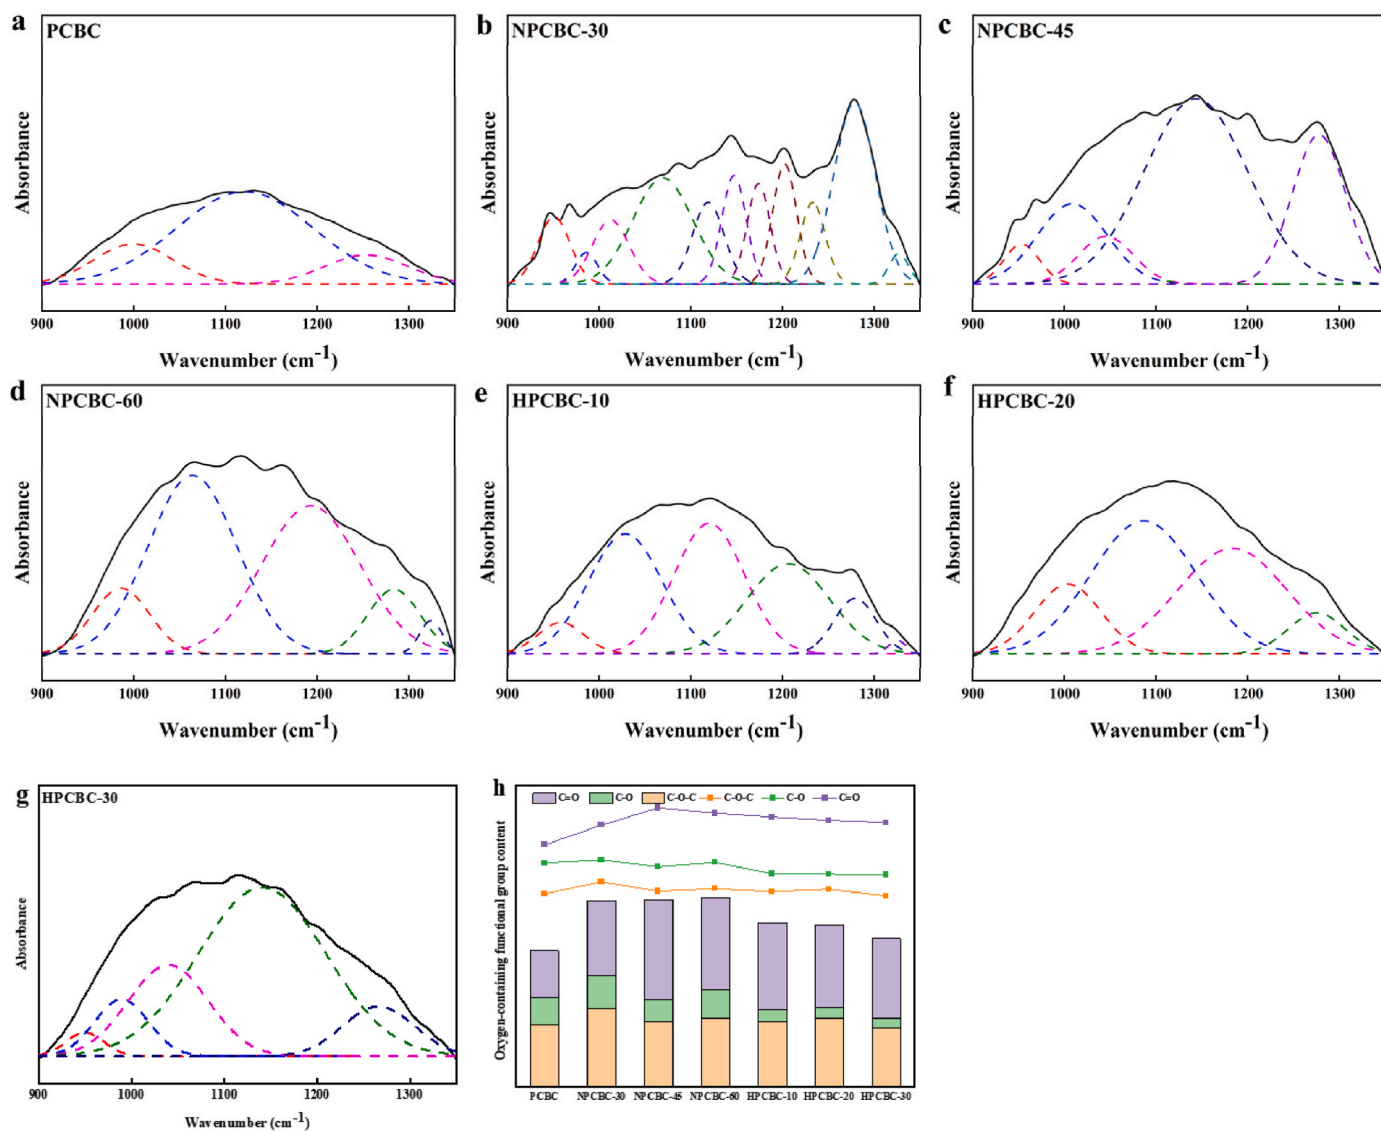 a
PCBC
Absorbance
900 1000 1100 1200 1300
Wavenumber (cm⁻¹)
b
NPCBC-30
Absorbance
900 1000 1100 1200 1300
Wavenumber (cm⁻¹)
c
NPCBC-45
Absorbance
900 1000 1100 1200 1300
Wavenumber (cm⁻¹)
d
NPCBC-60
Absorbance
900 1000 1100 1200 1300
Wavenumber (cm⁻¹)
e
HPCBC-10
Absorbance
900 1000 1100 1200 1300
Wavenumber (cm⁻¹)
f
HPCBC-20
Absorbance
900 1000 1100 1200 1300
Wavenumber (cm⁻¹)
g
HPCBC-30
Absorbance
900 1000 1100 1200 1300
Wavenumber (cm⁻¹)
h
C=O C-O C-O-C C-O-C C-O C=O
Oxygen-containing functional group content
PCBC NPCBC-30 NPCBC-45 NPCBC-60 HPCBC-10 HPCBC-20 HPCBC-30